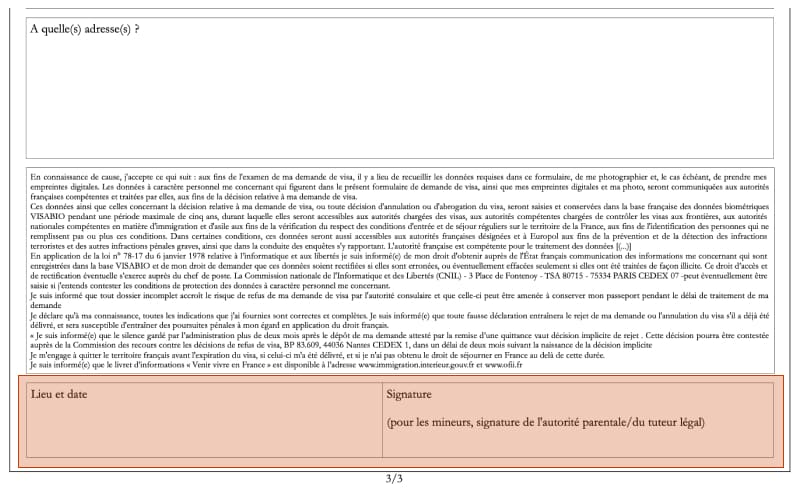 A quelle(s) adresse(s) ?
En connaissance de cause, j'accepte ce qui suit : aux fins de l'examen de ma demande de visa, il y a lieu de recueillir les données requises dans ce formulaire, de me photographier et, le cas échéant, de prendre mes
empreintes digitales. Les données à caractère personnel me concernant qui figurent dans le présent formulaire de demande de visa, ainsi que mes empreintes digitales et ma photo, seront communiquées aux autorités
françaises compétentes et traitées par elles, aux fins de la décision relative à ma demande de visa.
Ces données ainsi que celles concernant la décision relative à ma demande de visa, ou toute décision d'annulation ou d'abrogation du visa, seront saisies et conservées dans la base française des données biométriques
VISABIO pendant une période maximale de cinq ans, durant laquelle elles seront accessibles aux autorités chargées des visas, aux autorités compétentes chargées de contrôler les visas aux frontières, aux autorités
nationales compétentes en matière d'immigration et d'asile aux fins de la vérification du respect des conditions d'entrée et de séjour réguliers sur le territoire de la France, aux fins de l'identification des personnes qui ne
remplissent pas ou plus ces conditions. Dans certaines conditions, ces données seront aussi accessibles aux autorités françaises désignées et à Europol aux fins de la prévention et de la détection des infractions
terroristes et des autres infractions pénales graves, ainsi que dans la conduite des enquêtes s'y rapportant. L'autorité française est compétente pour le traitement des données [(...)]
En application de la loi n° 78-17 du 6 janvier 1978 relative à l'informatique et aux libertés je suis informé(e) de mon droit d'obtenir auprès de l'État français communication des informations me concernant qui sont
enregistrées dans la base VISABIO et de mon droit de demander que ces données soient rectifiées si elles sont erronées, ou éventuellement effacées seulement si elles ont été traitées de façon illicite. Ce droit d'accès et
de rectification éventuelle s'exerce auprès du chef de poste. La Commission nationale de l'Informatique et des Libertés (CNIL) - 3 Place de Fontenoy - TSA 80715 - 75334 PARIS CEDEX 07 -peut éventuellement être
saisie si j'entends contester les conditions de protection des données à caractère personnel me concernant.
Je suis informé que tout dossier incomplet accroît le risque de refus de ma demande de visa par l'autorité consulaire et que celle-ci peut être amenée à conserver mon passeport pendant le délai de traitement de ma
demande
Je déclare qu'à ma connaissance, toutes les indications que j'ai fournies sont correctes et complètes. Je suis informé(e) que toute fausse déclaration entraînera le rejet de ma demande ou l'annulation du visa s'il a déjà été
délivré, et sera susceptible d'entraîner des poursuites pénales à mon égard en application du droit français.
« Je suis informé(e) que le silence gardé par l'administration plus de deux mois après le dépôt de ma demande attesté par la remise d'une quittance vaut décision implicite de rejet . Cette décision pourra être contestée
auprès de la Commission des recours contre les décisions de refus de visa, BP 83.609, 44036 Nantes CEDEX 1, dans un délai de deux mois suivant la naissance de la décision implicite
Je m'engage à quitter le territoire français avant l'expiration du visa, si celui-ci m'a été délivré, et si je n'ai pas obtenu le droit de séjourner en France au delà de cette durée.
Je suis informé(e) que le livret d'informations « Venir vivre en France » est disponible à l'adresse www.immigration.interieur.gouv.fr et www.ofii.fr
Lieu et date
Signature
(pour les mineurs, signature de l'autorité parentale/du tuteur légal)
3/3